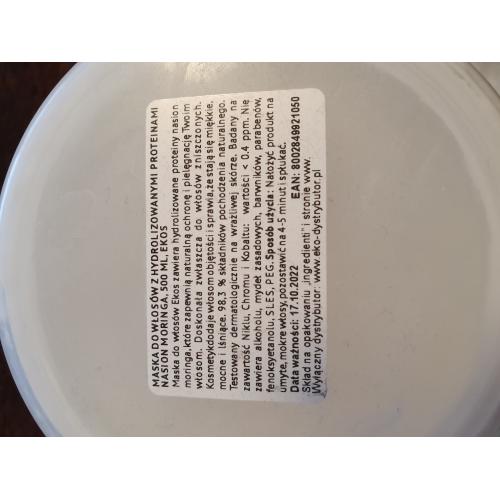 MASKA DO WŁOSÓW Z HYDROLIZOWANYMI PROTEINAMI
NASION MORINGA, 500 ML, EKOS
Maska do włosów Ekos zawiera hydrolizowane proteiny nasion
moringa, które zapewnią naturalną ochronę i pielęgnację Twoim
włosom. Doskonała zwłaszcza do włosów zniszczonych.
Kosmetyk dodaje włosom objętości i sprawia, że stają się miękkie,
mocne i lśniące. 98,1 % składników pochodzenia naturalnego.
Testowany dermatologicznie na wrażliwej skórze. Badany na
zawartość Niklu, Chromu i Kobaltu: wartości < 0,4 ppm. Nie
zawiera alkoholu, mydeł zasadowych, barwników, parabenów,
fenoksyetanolu, SLES, PEG. Sposób użycia: Nałożyć produkt na
umyte, mokre włosy, pozostawić na 4-5 minut i spłukać.
Data ważności: 17.10.2022 EAN: 8002849921050
Skład na opakowaniu „ingredienti" i stronie www.
Wyłączny dystrybutor: www.eko-dystrybutor.pl